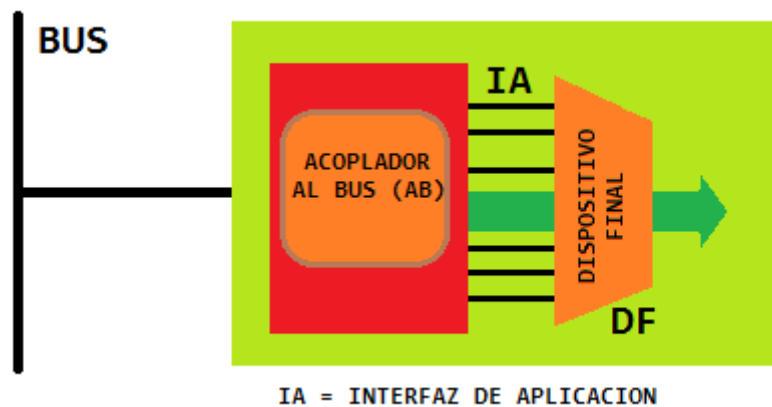 BUS
IA
ACOPLADOR
AL BUS (AB)
DISPOSITIVO
FINAL
DF
IA = INTERFAZ DE APLICACION